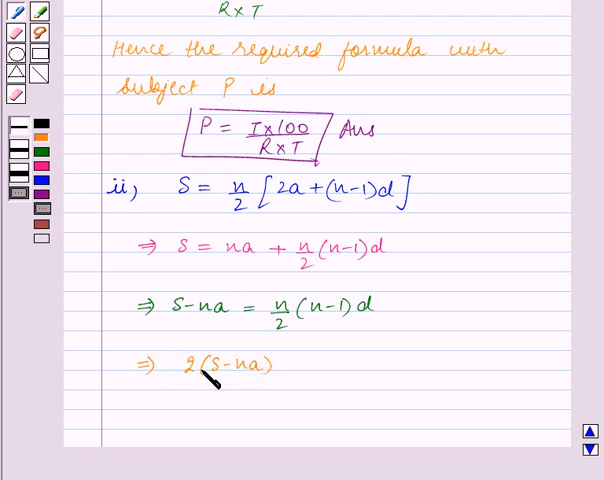 R×T
Hence the required formula with
subject P is
P = I×100 / R×T Ans
ii, S = n/2 [2a+(n-1)d]
⇒ S = na + n/2 (n-1)d
⇒ S-na = n/2 (n-1)d
⇒ 2(S-na)